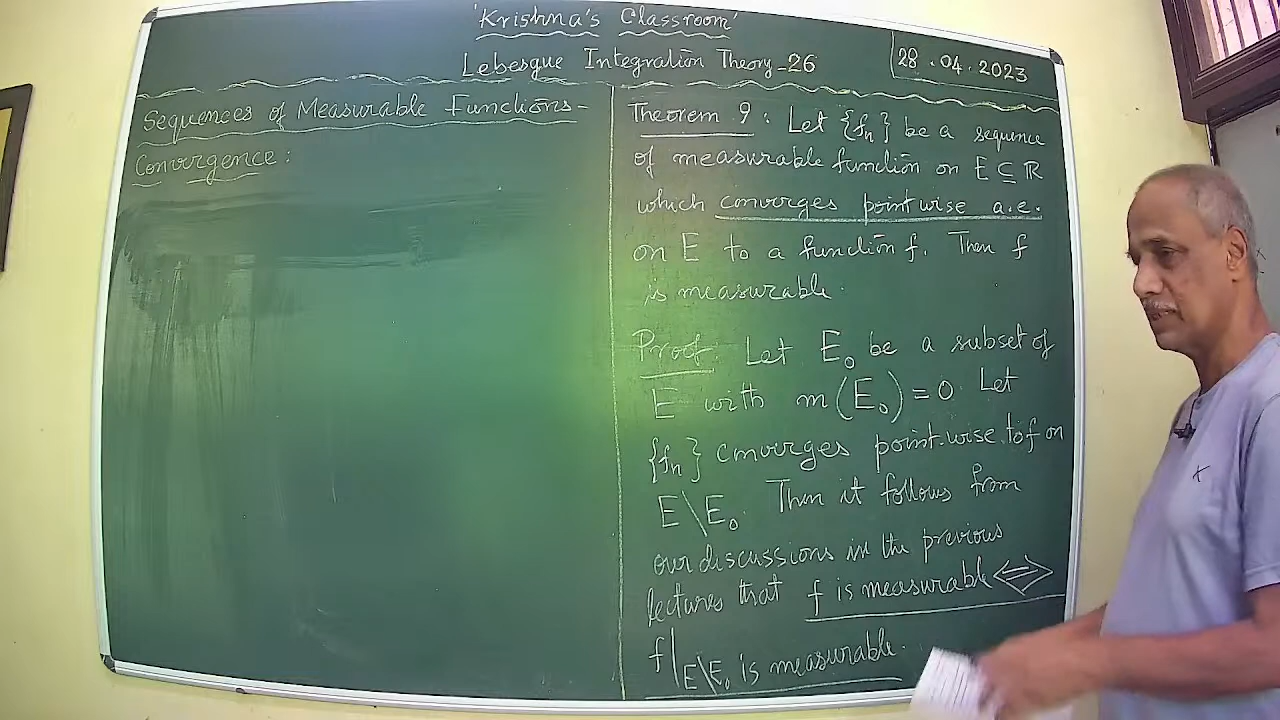 'Krishna's Classroom'
Lebesgue Integration Theory-26
28.04.2023
Sequences of Measurable Functions-
Convergence:
Theorem 9: Let {fn} be a sequence
of measurable function on E ⊆ ℝ
which converges pointwise a.e.
on E to a function f. Then f
is measurable.
Proof: Let E₀ be a subset of
E with m(E₀)=0. Let
{fn} converges point-wise to f on
E\E₀. Then it follows from
our discussions in the previous
lectures that f is measurable ⟺
f|E\E₀ is measurable.